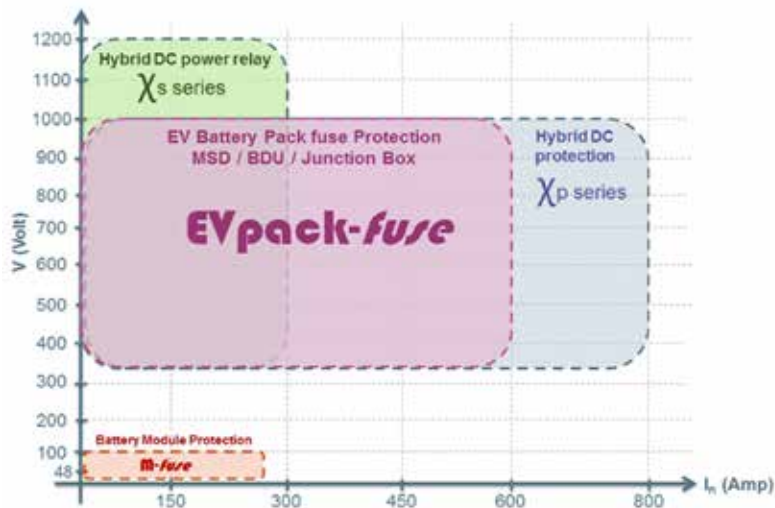 1200
Hybrid DC power relay
χs series
1100
1000
EV Battery Pack fuse Protection
MSD / BDU / Junction Box
Hybrid DC
protection
χp series
900
800
EVpack-fuse
700
V (Volt)
600
500
400
300
200
Battery Module Protection
100
M-fuse
48
150
300
450
600
800
In (Amp)